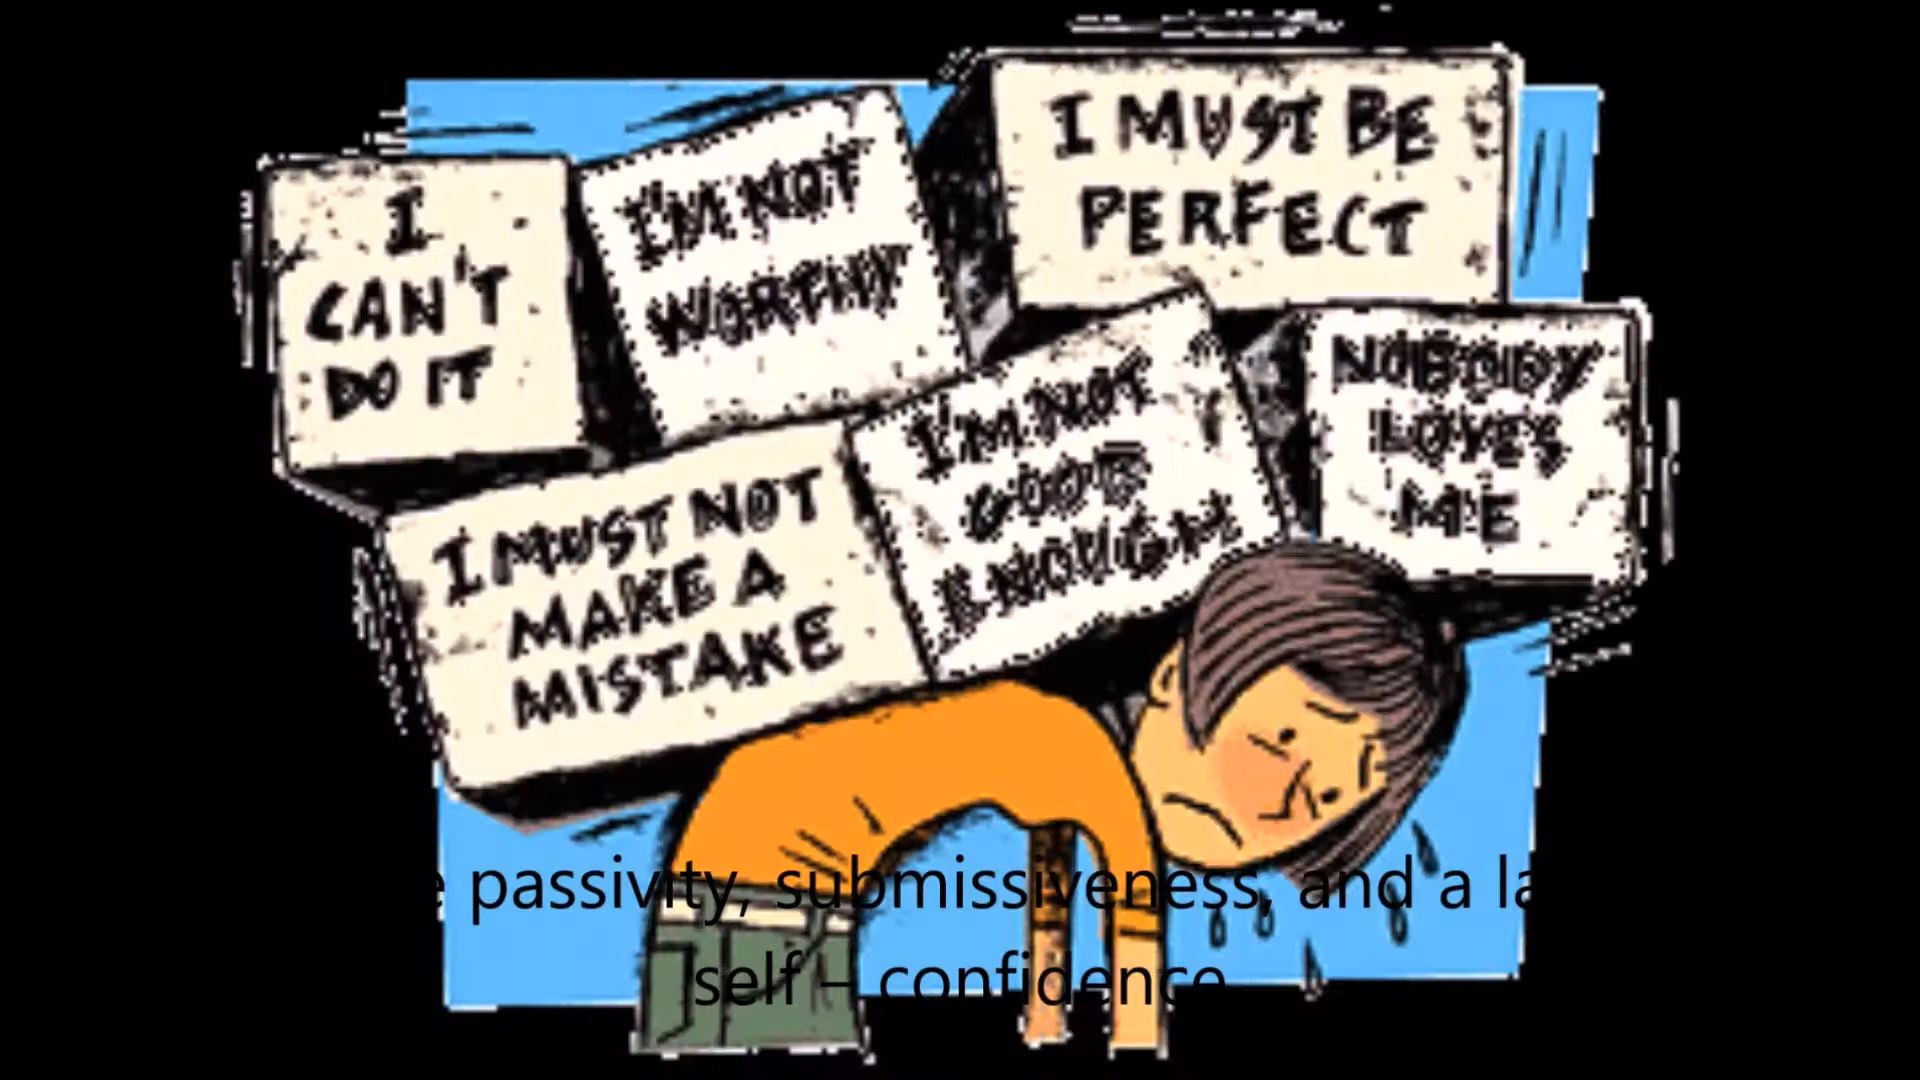 I
CAN'T
DO IT
I'M NOT
WORTHY
I MUST BE
PERFECT
I MUST NOT
MAKE A
MISTAKE
I'M NOT
GOOD
ENOUGH
NOBODY
LOVES
ME
passivity, submissiveness, and a
self – confidence